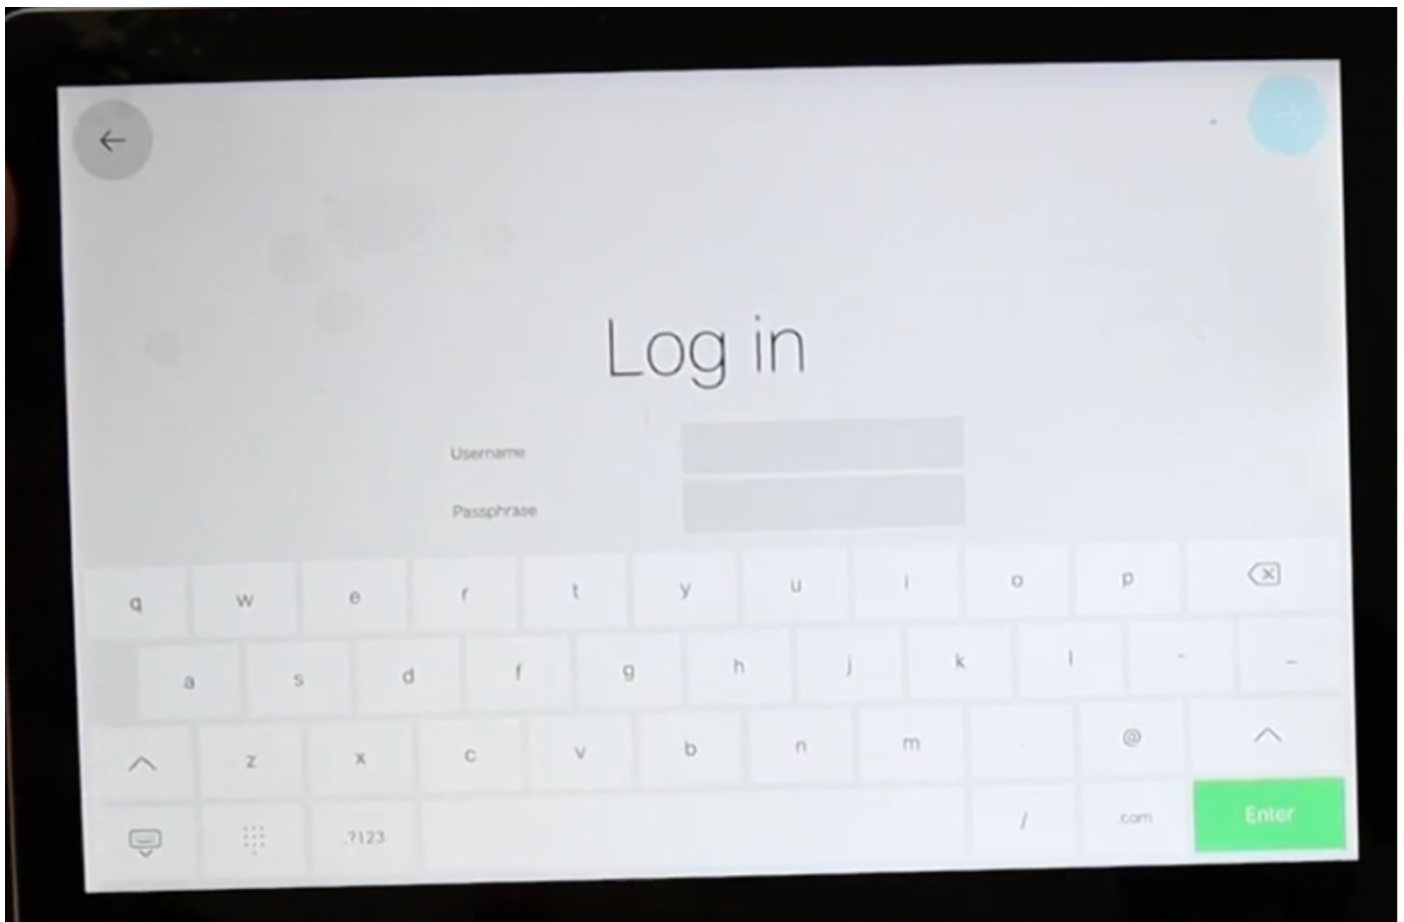 Log in
Username
Passphrase
q w e r t y u i o p
a s d f g h j k l - _
z x c v b n m . @
.?123 / .com Enter